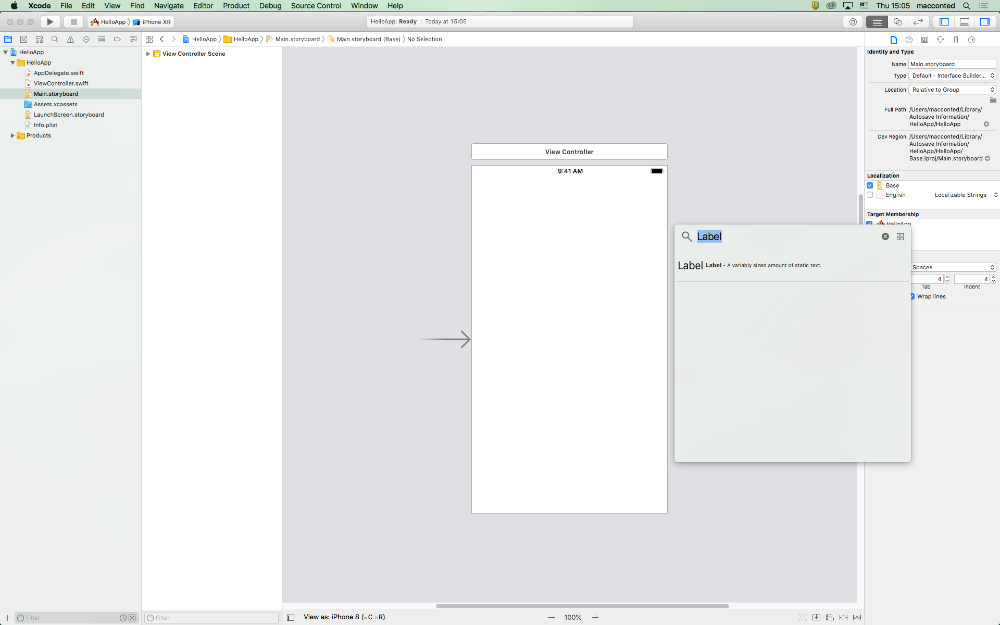 Xcode File Edit View Find Navigate Editor Product Debug Source Control Window Help Thu 15:05 macconted
HelloApp iPhone XR HelloApp: Ready | Today at 15:05
HelloApp HelloApp Main.storyboard Main.storyboard (Base) No Selection
HelloApp
HelloApp
AppDelegate.swift
ViewController.swift
Main.storyboard
Assets.xcassets
LaunchScreen.storyboard
Info.plist
Products
Filter
View Controller Scene
Filter
View Controller
9:41 AM
View as: iPhone 8 (wC hR)
100%
Label
Label Label - A variably sized amount of static text.
Identity and Type
Name Main.storyboard
Type Default - Interface Builder...
Location Relative to Group
Full Path /Users/macconted/Library/
Autosave Information/
HelloApp/HelloApp
Dev Region /Users/macconted/Library/
Autosave Information/
HelloApp/HelloApp/
Base.lproj/Main.storyboard
Localization
Base
English Localizable Strings
Target Membership
HelloApp
Spaces
4 4
Tab Indent
Wrap lines